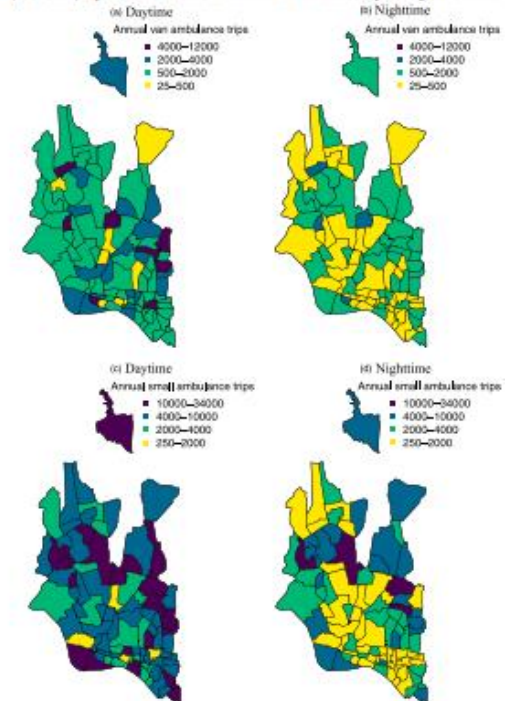 (a) Daytime
Annual van ambulance trips
4000–12000
2000–4000
500–2000
25–500
(b) Nighttime
Annual van ambulance trips
4000–12000
2000–4000
500–2000
25–500
(c) Daytime
Annual small ambulance trips
10000–34000
4000–10000
2000–4000
250–2000
(d) Nighttime
Annual small ambulance trips
10000–34000
4000–10000
2000–4000
250–2000